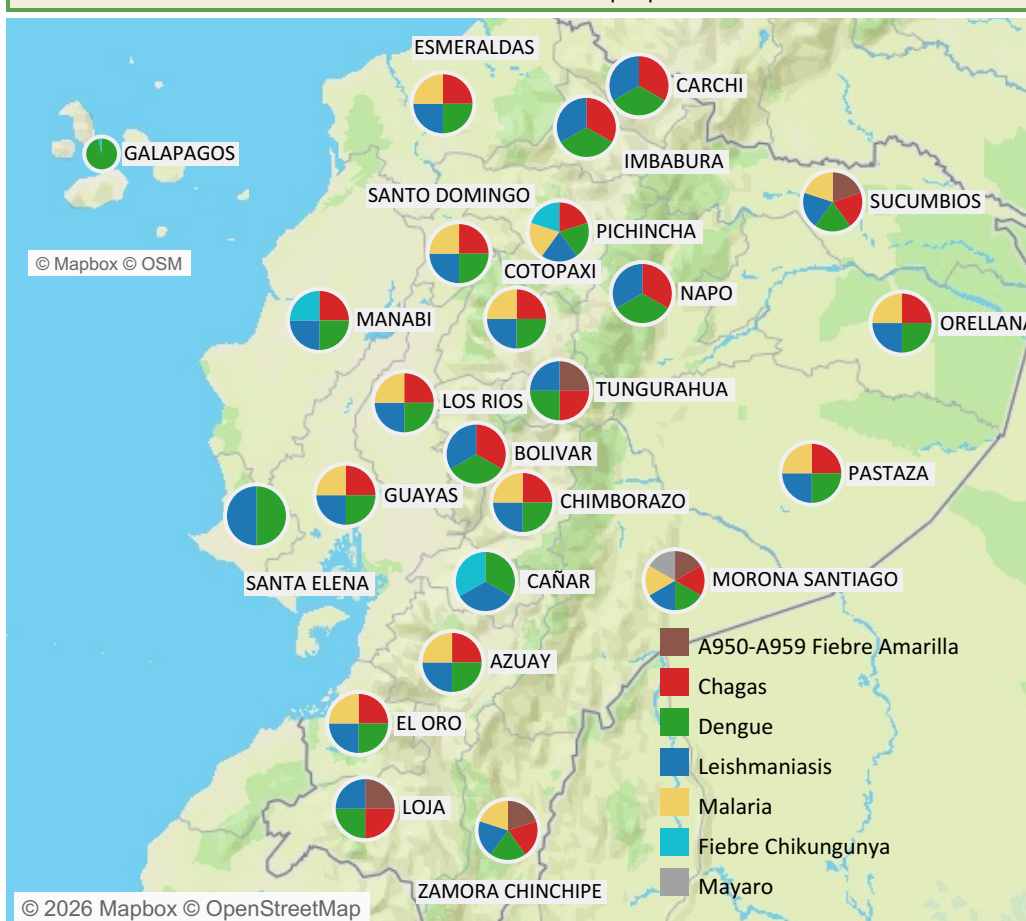 ESMERALDAS
CARCHI
GALAPAGOS
IMBABURA
SANTO DOMINGO
SUCUMBIOS
PICHINCHA
© Mapbox © OSM
COTOPAXI
NAPO
MANABI
ORELLANA
TUNGURAHUA
LOS RIOS
BOLIVAR
PASTAZA
GUAYAS
CHIMBORAZO
SANTA ELENA
CAÑAR
MORONA SANTIAGO
A950-A959 Fiebre Amarilla
AZUAY
Chagas
EL ORO
Dengue
Leishmaniasis
LOJA
Malaria
Fiebre Chikungunya
ZAMORA CHINCHIPE
Mayaro
© 2026 Mapbox © OpenStreetMap